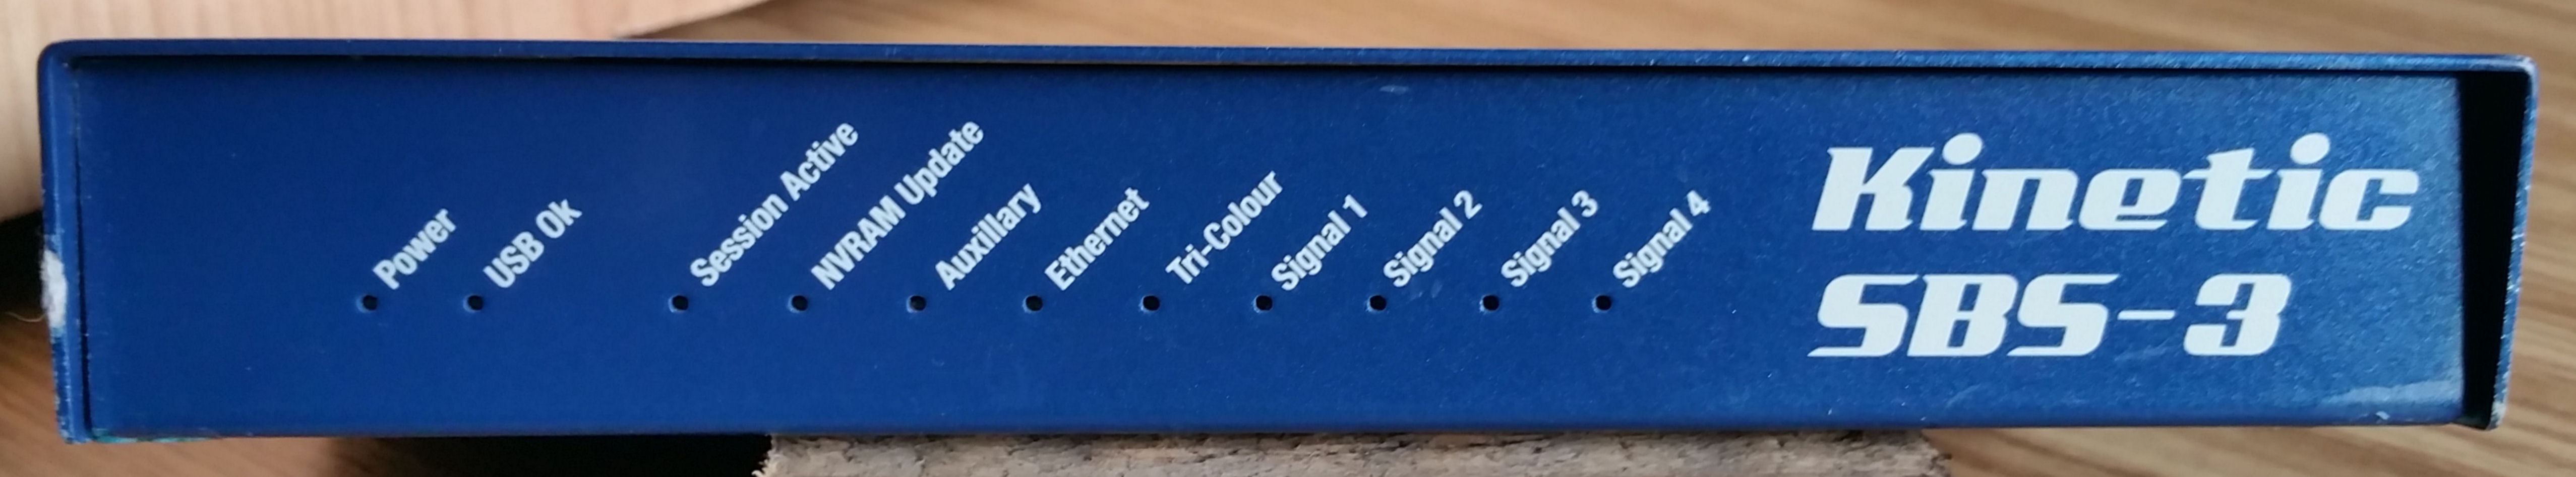 Power
USB Ok
Session Active
NVRAM Update
Auxillary
Ethernet
Tri-Colour
Signal 1
Signal 2
Signal 3
Signal 4
Kinetic
SBS-3